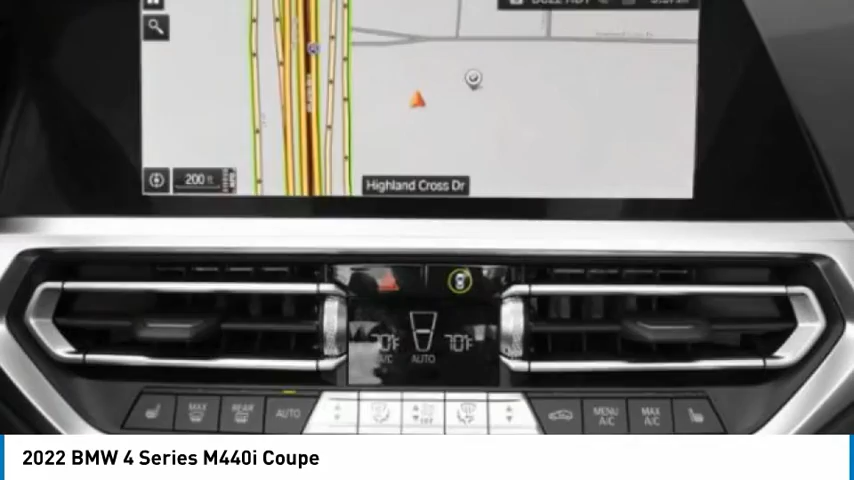 200 ft
Highland Cross Dr
70°F 70°F
A/C AUTO
MAX REAR AUTO OFF MENU A/C MAX A/C
2022 BMW 4 Series M440i Coupe